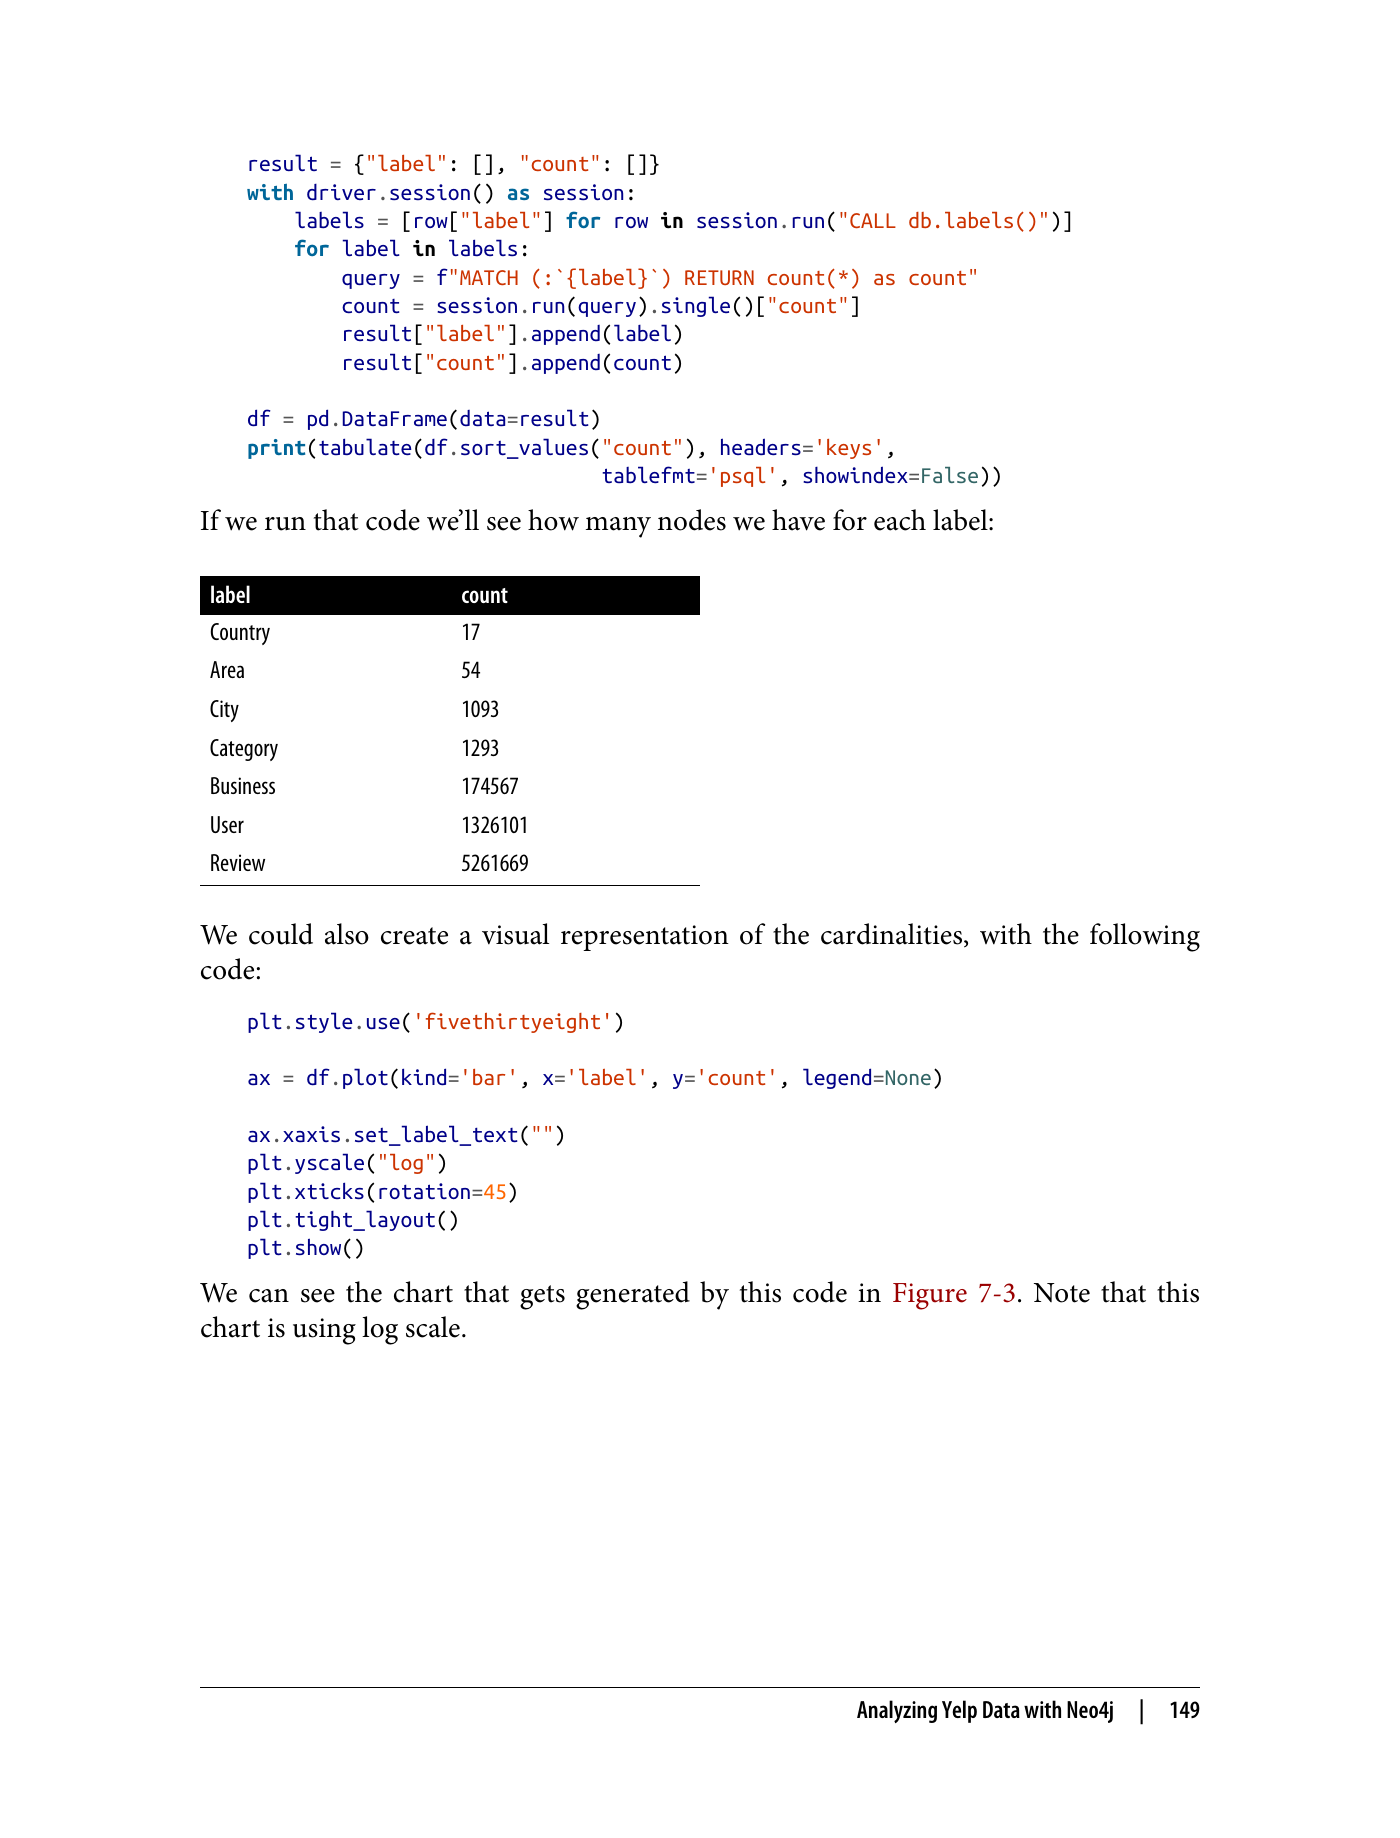 result = {"label": [], "count": []}
with driver.session() as session:
    labels = [row["label"] for row in session.run("CALL db.labels()")]
    for label in labels:
        query = f"MATCH (:`{label}`) RETURN count(*) as count"
        count = session.run(query).single()["count"]
        result["label"].append(label)
        result["count"].append(count)

df = pd.DataFrame(data=result)
print(tabulate(df.sort_values("count"), headers='keys',
                              tablefmt='psql', showindex=False))
If we run that code we’ll see how many nodes we have for each label:
label count
Country 17
Area 54
City 1093
Category 1293
Business 174567
User 1326101
Review 5261669
We could also create a visual representation of the cardinalities, with the following
code:
plt.style.use('fivethirtyeight')

ax = df.plot(kind='bar', x='label', y='count', legend=None)

ax.xaxis.set_label_text("")
plt.yscale("log")
plt.xticks(rotation=45)
plt.tight_layout()
plt.show()
We can see the chart that gets generated by this code in Figure 7-3. Note that this
chart is using log scale.
Analyzing Yelp Data with Neo4j | 149